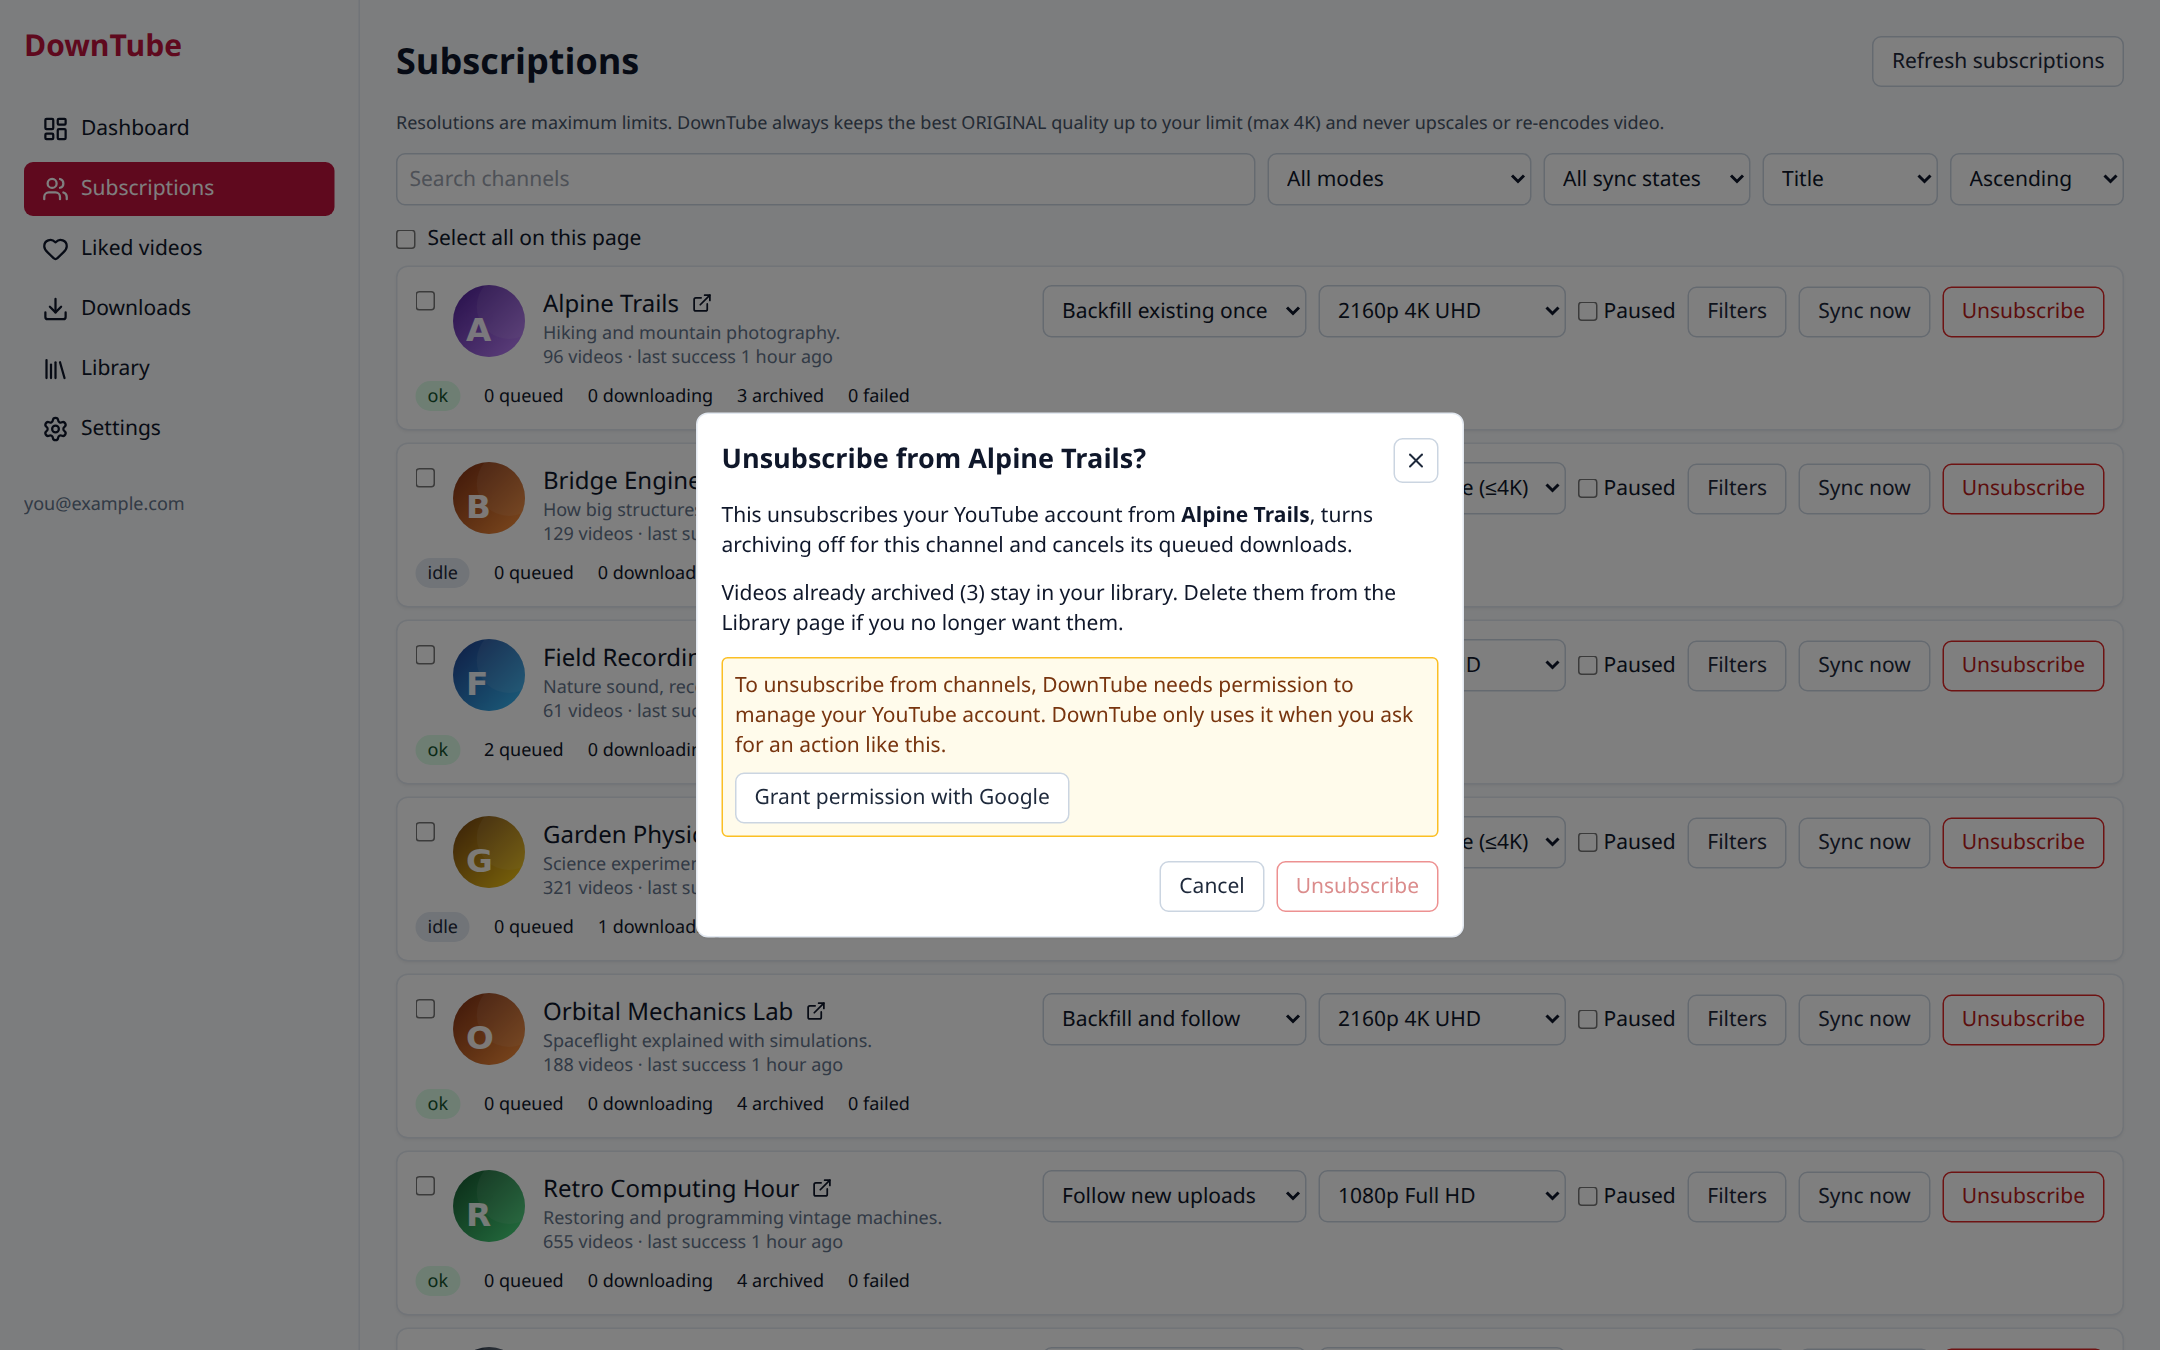 DownTube
Dashboard
Subscriptions
Liked videos
Downloads
Library
Settings
you@example.com
Subscriptions
Refresh subscriptions
Resolutions are maximum limits. DownTube always keeps the best ORIGINAL quality up to your limit (max 4K) and never upscales or re-encodes video.
Search channels
All modes
All sync states
Title
Ascending
Select all on this page
A
Alpine Trails
Hiking and mountain photography.
96 videos · last success 1 hour ago
Backfill existing once
2160p 4K UHD
Paused
Filters
Sync now
Unsubscribe
ok 0 queued 0 downloading 3 archived 0 failed
B
Bridge Engine
How big structures
129 videos · last su
e (≤4K)
Paused
Filters
Sync now
Unsubscribe
idle 0 queued 0 download
F
Field Recordin
Nature sound, rec
61 videos · last suc
D
Paused
Filters
Sync now
Unsubscribe
ok 2 queued 0 downloadin
G
Garden Physic
Science experimen
321 videos · last su
e (≤4K)
Paused
Filters
Sync now
Unsubscribe
idle 0 queued 1 download
O
Orbital Mechanics Lab
Spaceflight explained with simulations.
188 videos · last success 1 hour ago
Backfill and follow
2160p 4K UHD
Paused
Filters
Sync now
Unsubscribe
ok 0 queued 0 downloading 4 archived 0 failed
R
Retro Computing Hour
Restoring and programming vintage machines.
655 videos · last success 1 hour ago
Follow new uploads
1080p Full HD
Paused
Filters
Sync now
Unsubscribe
ok 0 queued 0 downloading 4 archived 0 failed
Unsubscribe from Alpine Trails?
This unsubscribes your YouTube account from Alpine Trails, turns
archiving off for this channel and cancels its queued downloads.
Videos already archived (3) stay in your library. Delete them from the
Library page if you no longer want them.
To unsubscribe from channels, DownTube needs permission to
manage your YouTube account. DownTube only uses it when you ask
for an action like this.
Grant permission with Google
Cancel
Unsubscribe